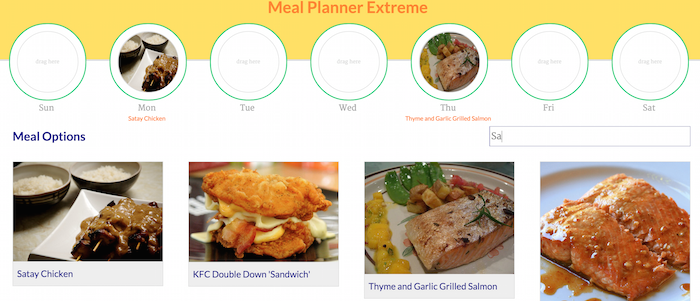 Meal Planner Extreme
drag here
drag here
drag here
drag here
drag here
Sun
Mon
Tue
Wed
Thu
Fri
Sat
Satay Chicken
Thyme and Garlic Grilled Salmon
Meal Options
Sa
Satay Chicken
KFC Double Down 'Sandwich'
Thyme and Garlic Grilled Salmon